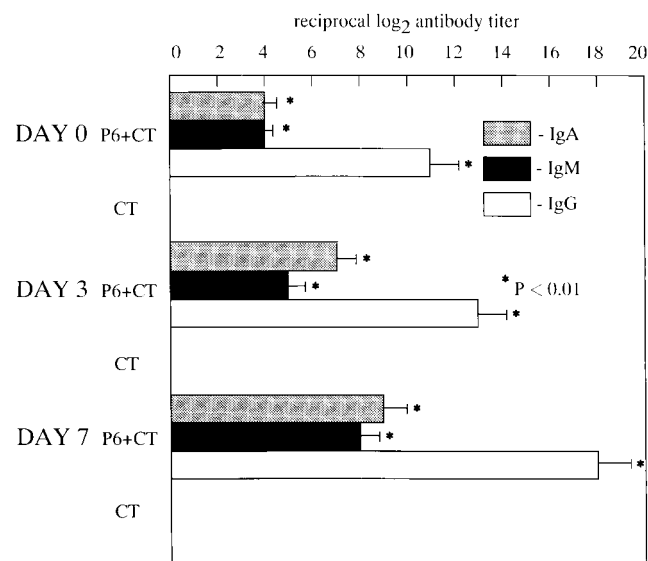 reciprocal log2 antibody titer
0 2 4 6 8 10 12 14 16 18 20
DAY 0 P6+CT
- IgA
- IgM
- IgG
CT
DAY 3 P6+CT
* P < 0.01
CT
DAY 7 P6+CT
CT